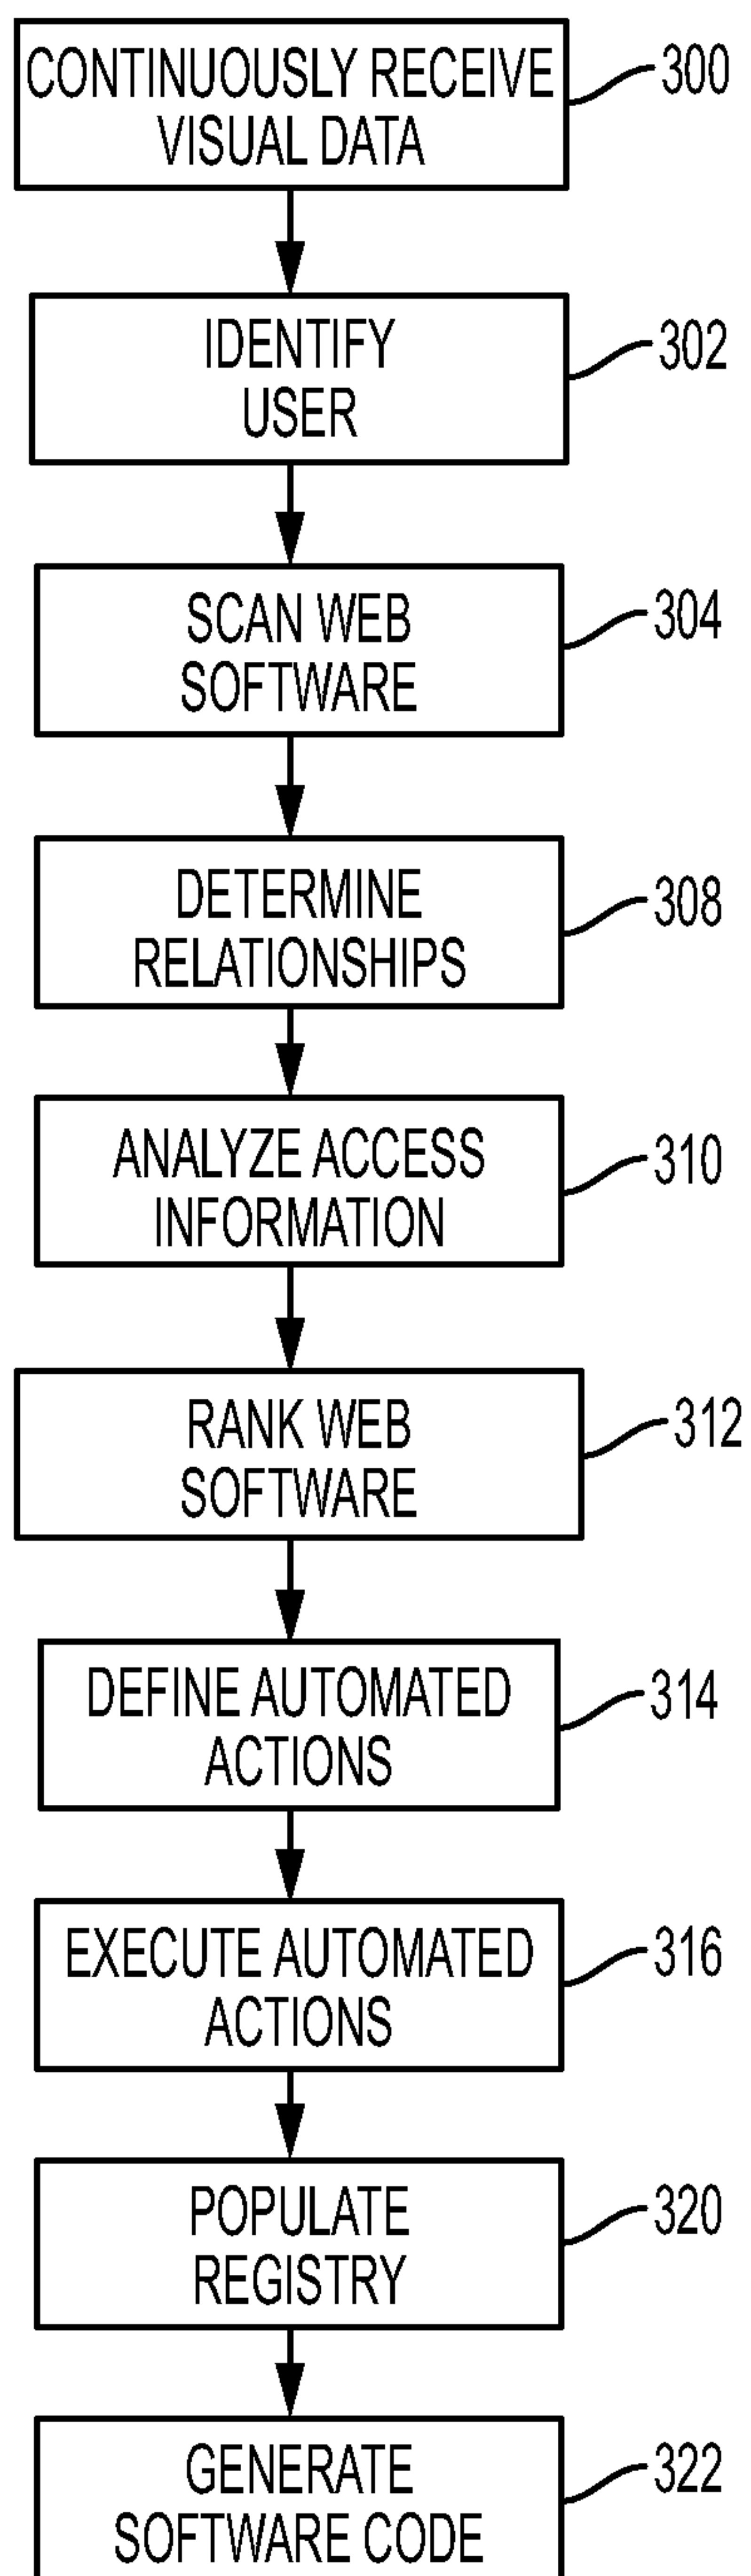 CONTINUOUSLY RECEIVE
VISUAL DATA
300
IDENTIFY
USER
302
SCAN WEB
SOFTWARE
304
DETERMINE
RELATIONSHIPS
308
ANALYZE ACCESS
INFORMATION
310
RANK WEB
SOFTWARE
312
DEFINE AUTOMATED
ACTIONS
314
EXECUTE AUTOMATED
ACTIONS
316
POPULATE
REGISTRY
320
GENERATE
SOFTWARE CODE
322